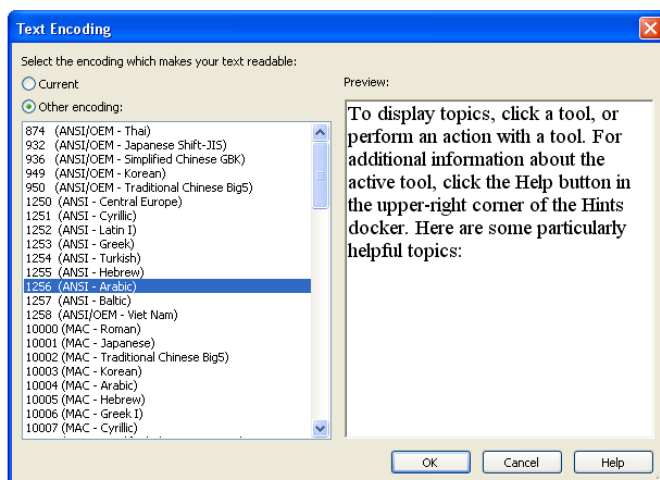 Text Encoding
Select the encoding which makes your text readable:
Current
Other encoding:
874 (ANSI/OEM - Thai)
932 (ANSI/OEM - Japanese Shift-JIS)
936 (ANSI/OEM - Simplified Chinese GBK)
949 (ANSI/OEM - Korean)
950 (ANSI/OEM - Traditional Chinese Big5)
1250 (ANSI - Central Europe)
1251 (ANSI - Cyrillic)
1252 (ANSI - Latin I)
1253 (ANSI - Greek)
1254 (ANSI - Turkish)
1255 (ANSI - Hebrew)
1256 (ANSI - Arabic)
1257 (ANSI - Baltic)
1258 (ANSI/OEM - Viet Nam)
10000 (MAC - Roman)
10001 (MAC - Japanese)
10002 (MAC - Traditional Chinese Big5)
10003 (MAC - Korean)
10004 (MAC - Arabic)
10005 (MAC - Hebrew)
10006 (MAC - Greek I)
10007 (MAC - Cyrillic)
Preview:
To display topics, click a tool, or
perform an action with a tool. For
additional information about the
active tool, click the Help button in
the upper-right corner of the Hints
docker. Here are some particularly
helpful topics:
OK
Cancel
Help